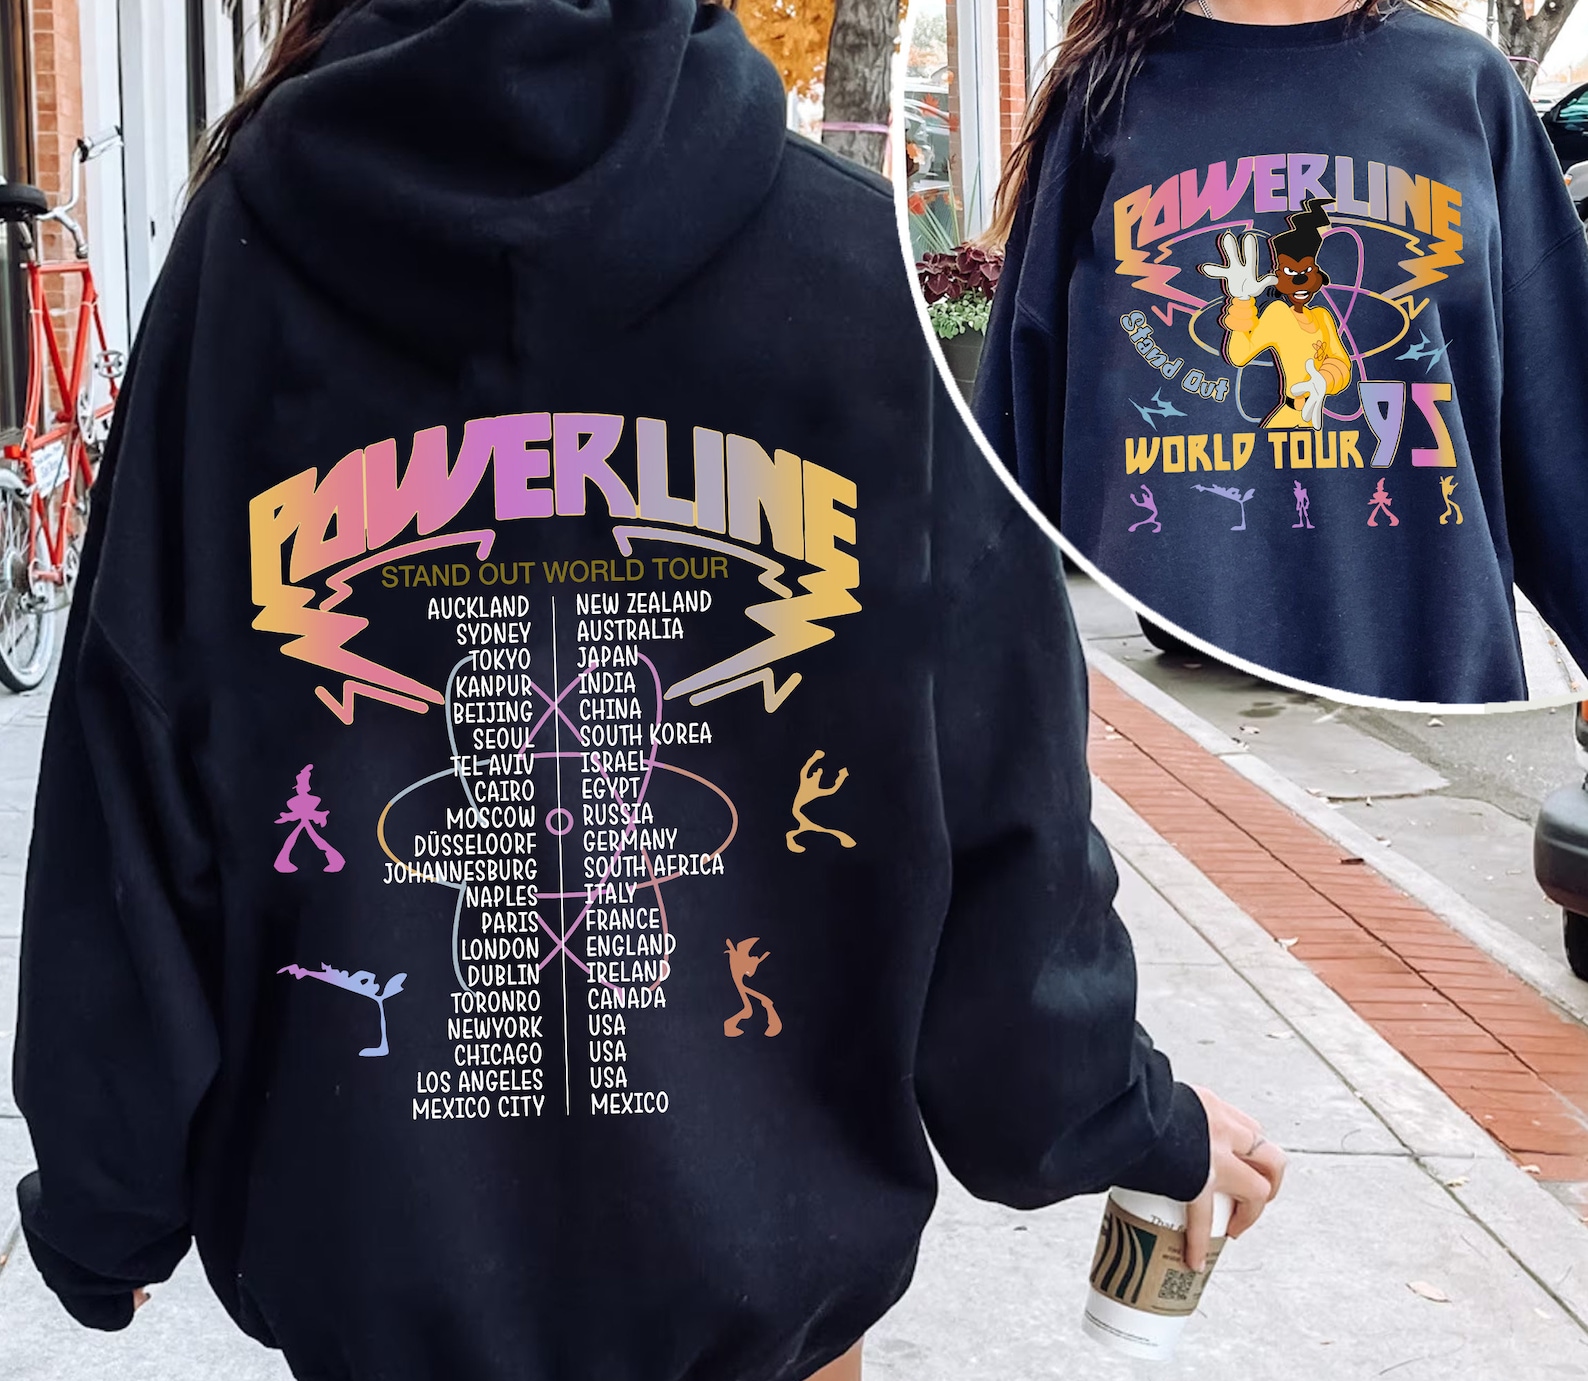 POWERLINE
STAND OUT WORLD TOUR
AUCKLAND NEW ZEALAND
SYDNEY AUSTRALIA
TOKYO JAPAN
KANPUR INDIA
BEIJING CHINA
SEOUL SOUTH KOREA
TEL AVIV ISRAEL
CAIRO EGYPT
MOSCOW RUSSIA
DÜSSELOORF GERMANY
JOHANNESBURG SOUTH AFRICA
NAPLES ITALY
PARIS FRANCE
LONDON ENGLAND
DUBLIN IRELAND
TORONRO CANADA
NEWYORK USA
CHICAGO USA
LOS ANGELES USA
MEXICO CITY MEXICO
POWERLINE
Stand Out
WORLD TOUR 95
That